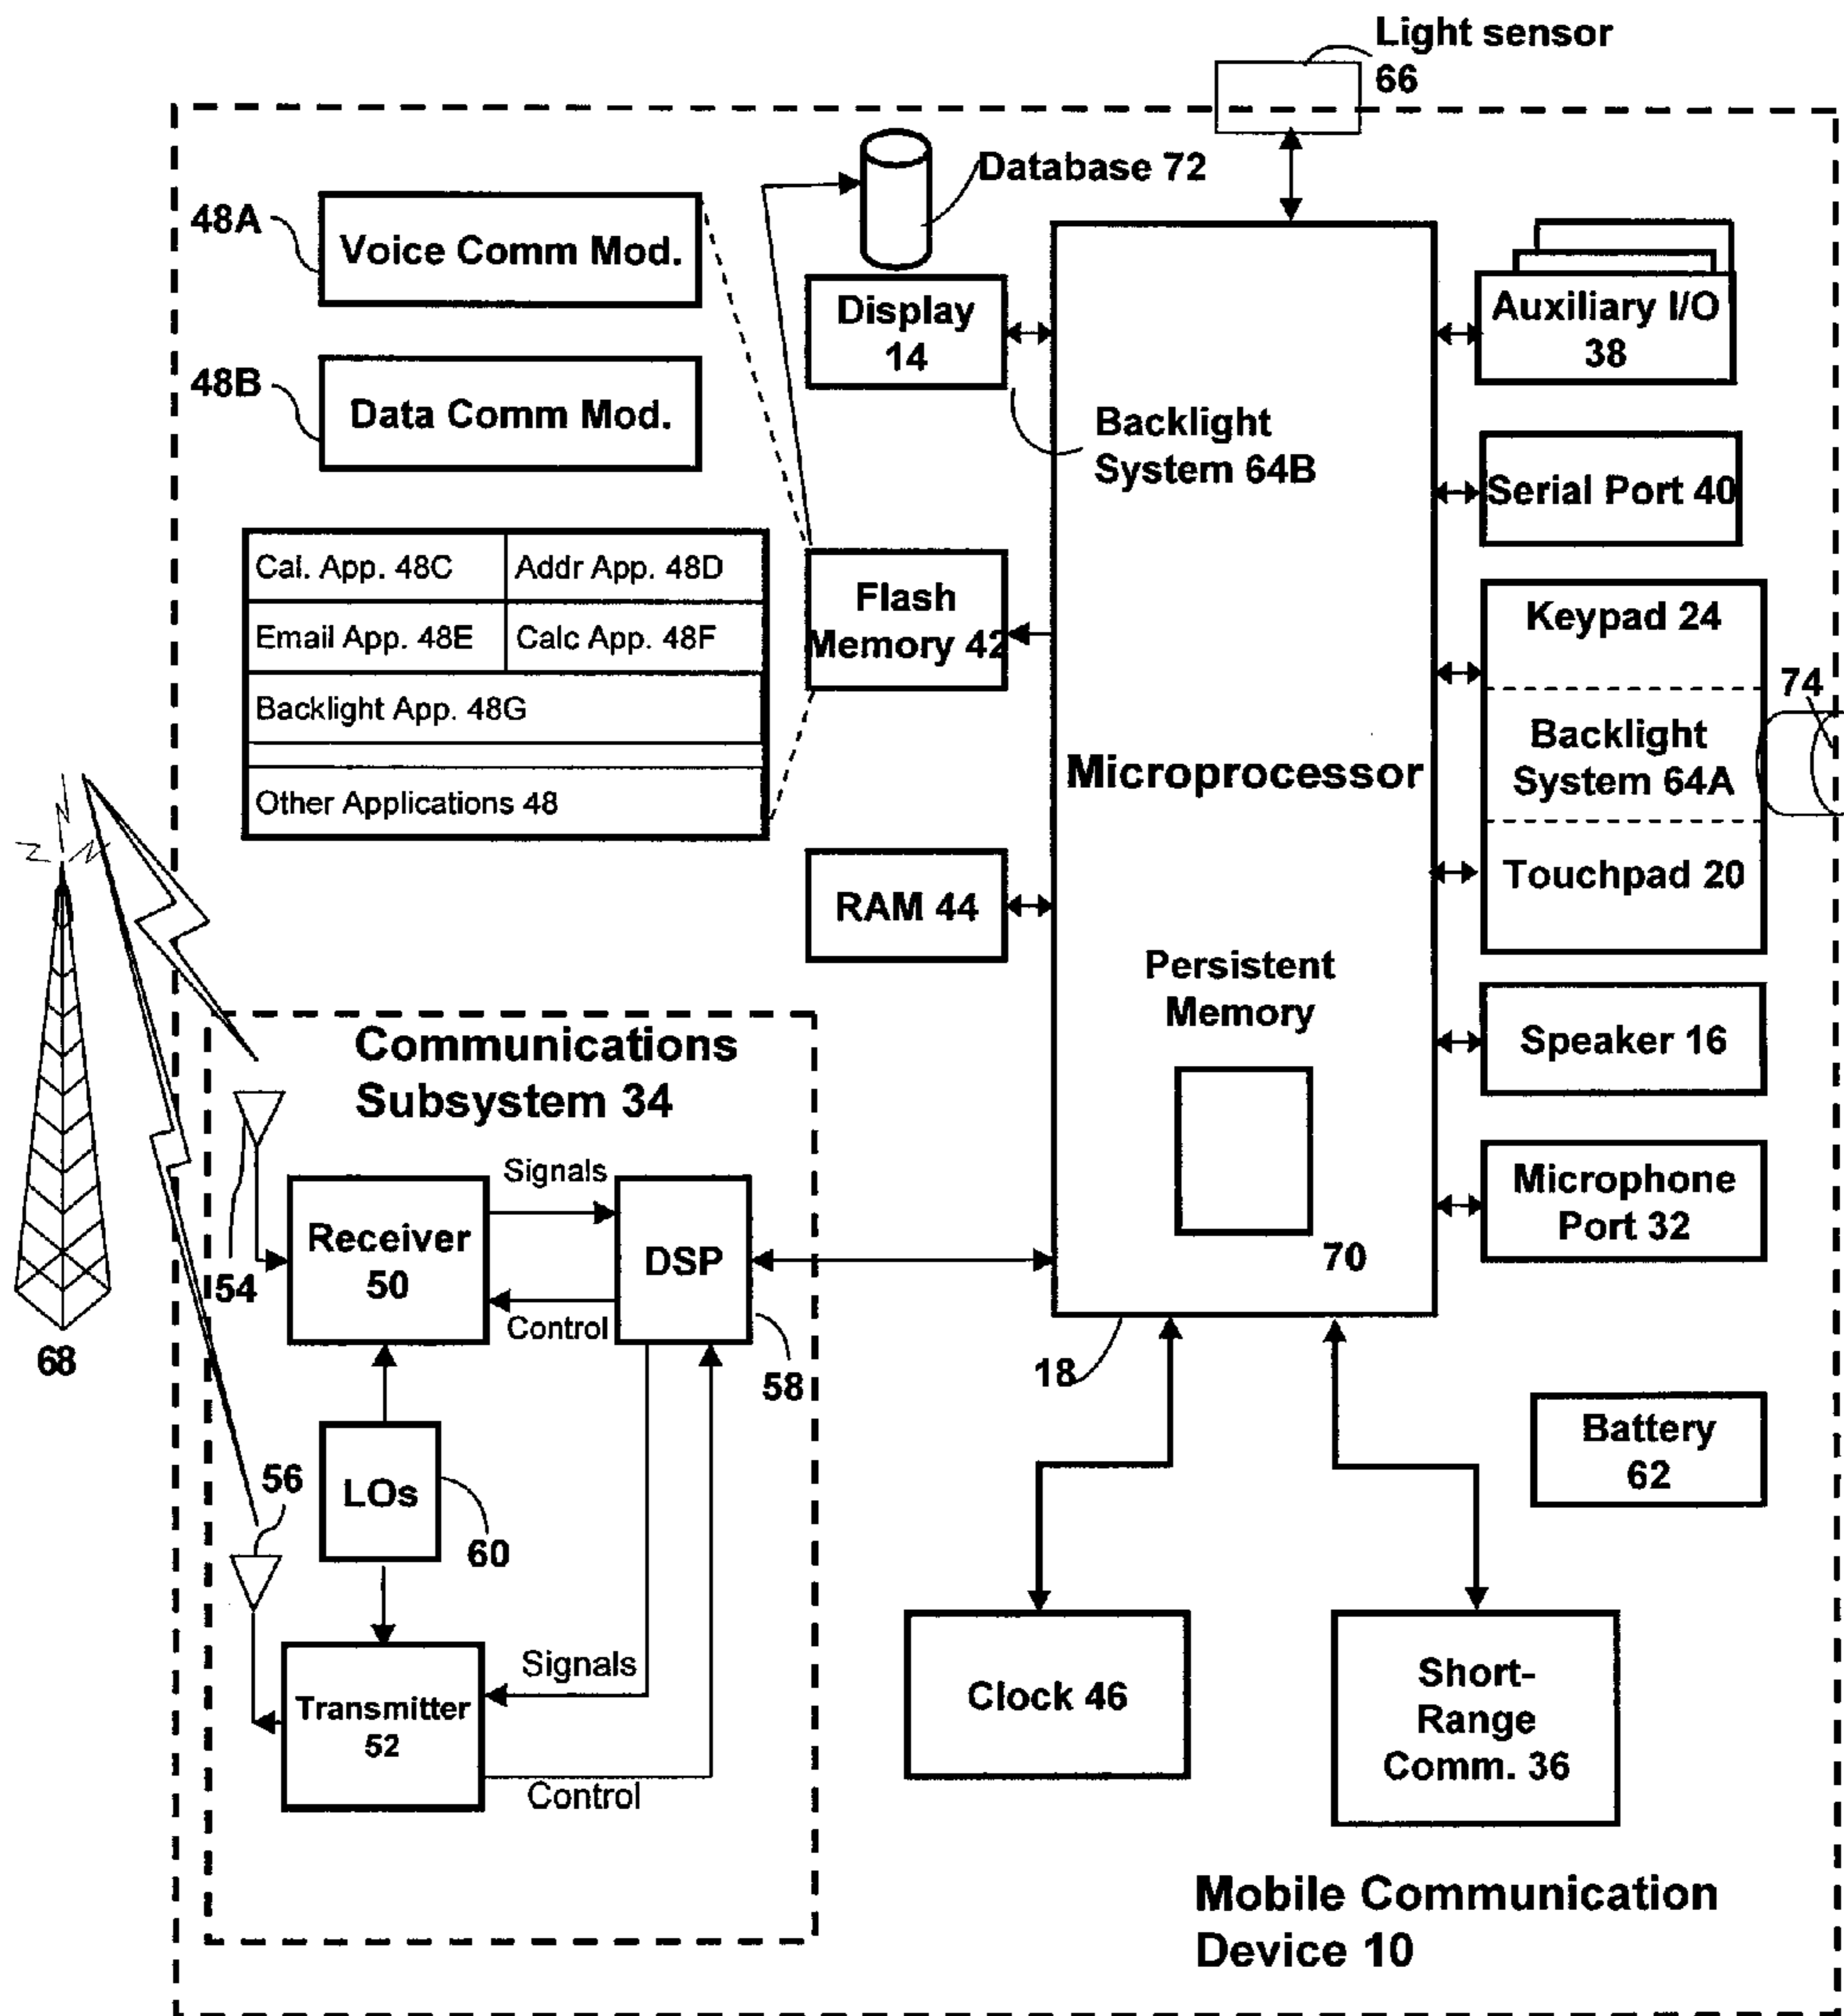 Light sensor
66
Database 72
48A
Voice Comm Mod.
Display
14
Auxiliary I/O
38
48B
Data Comm Mod.
Backlight
System 64B
Serial Port 40
Cal. App. 48C
Addr App. 48D
Email App. 48E
Calc App. 48F
Backlight App. 48G
Other Applications 48
Flash
Memory 42
Keypad 24
74
Backlight
System 64A
Touchpad 20
Microprocessor
RAM 44
Persistent
Memory
70
18
Speaker 16
Microphone
Port 32
Communications
Subsystem 34
Signals
Receiver
50
DSP
Control
54
58
68
LOs
56
60
Battery
62
Signals
Transmitter
52
Control
Clock 46
Short-
Range
Comm. 36
Mobile Communication
Device 10